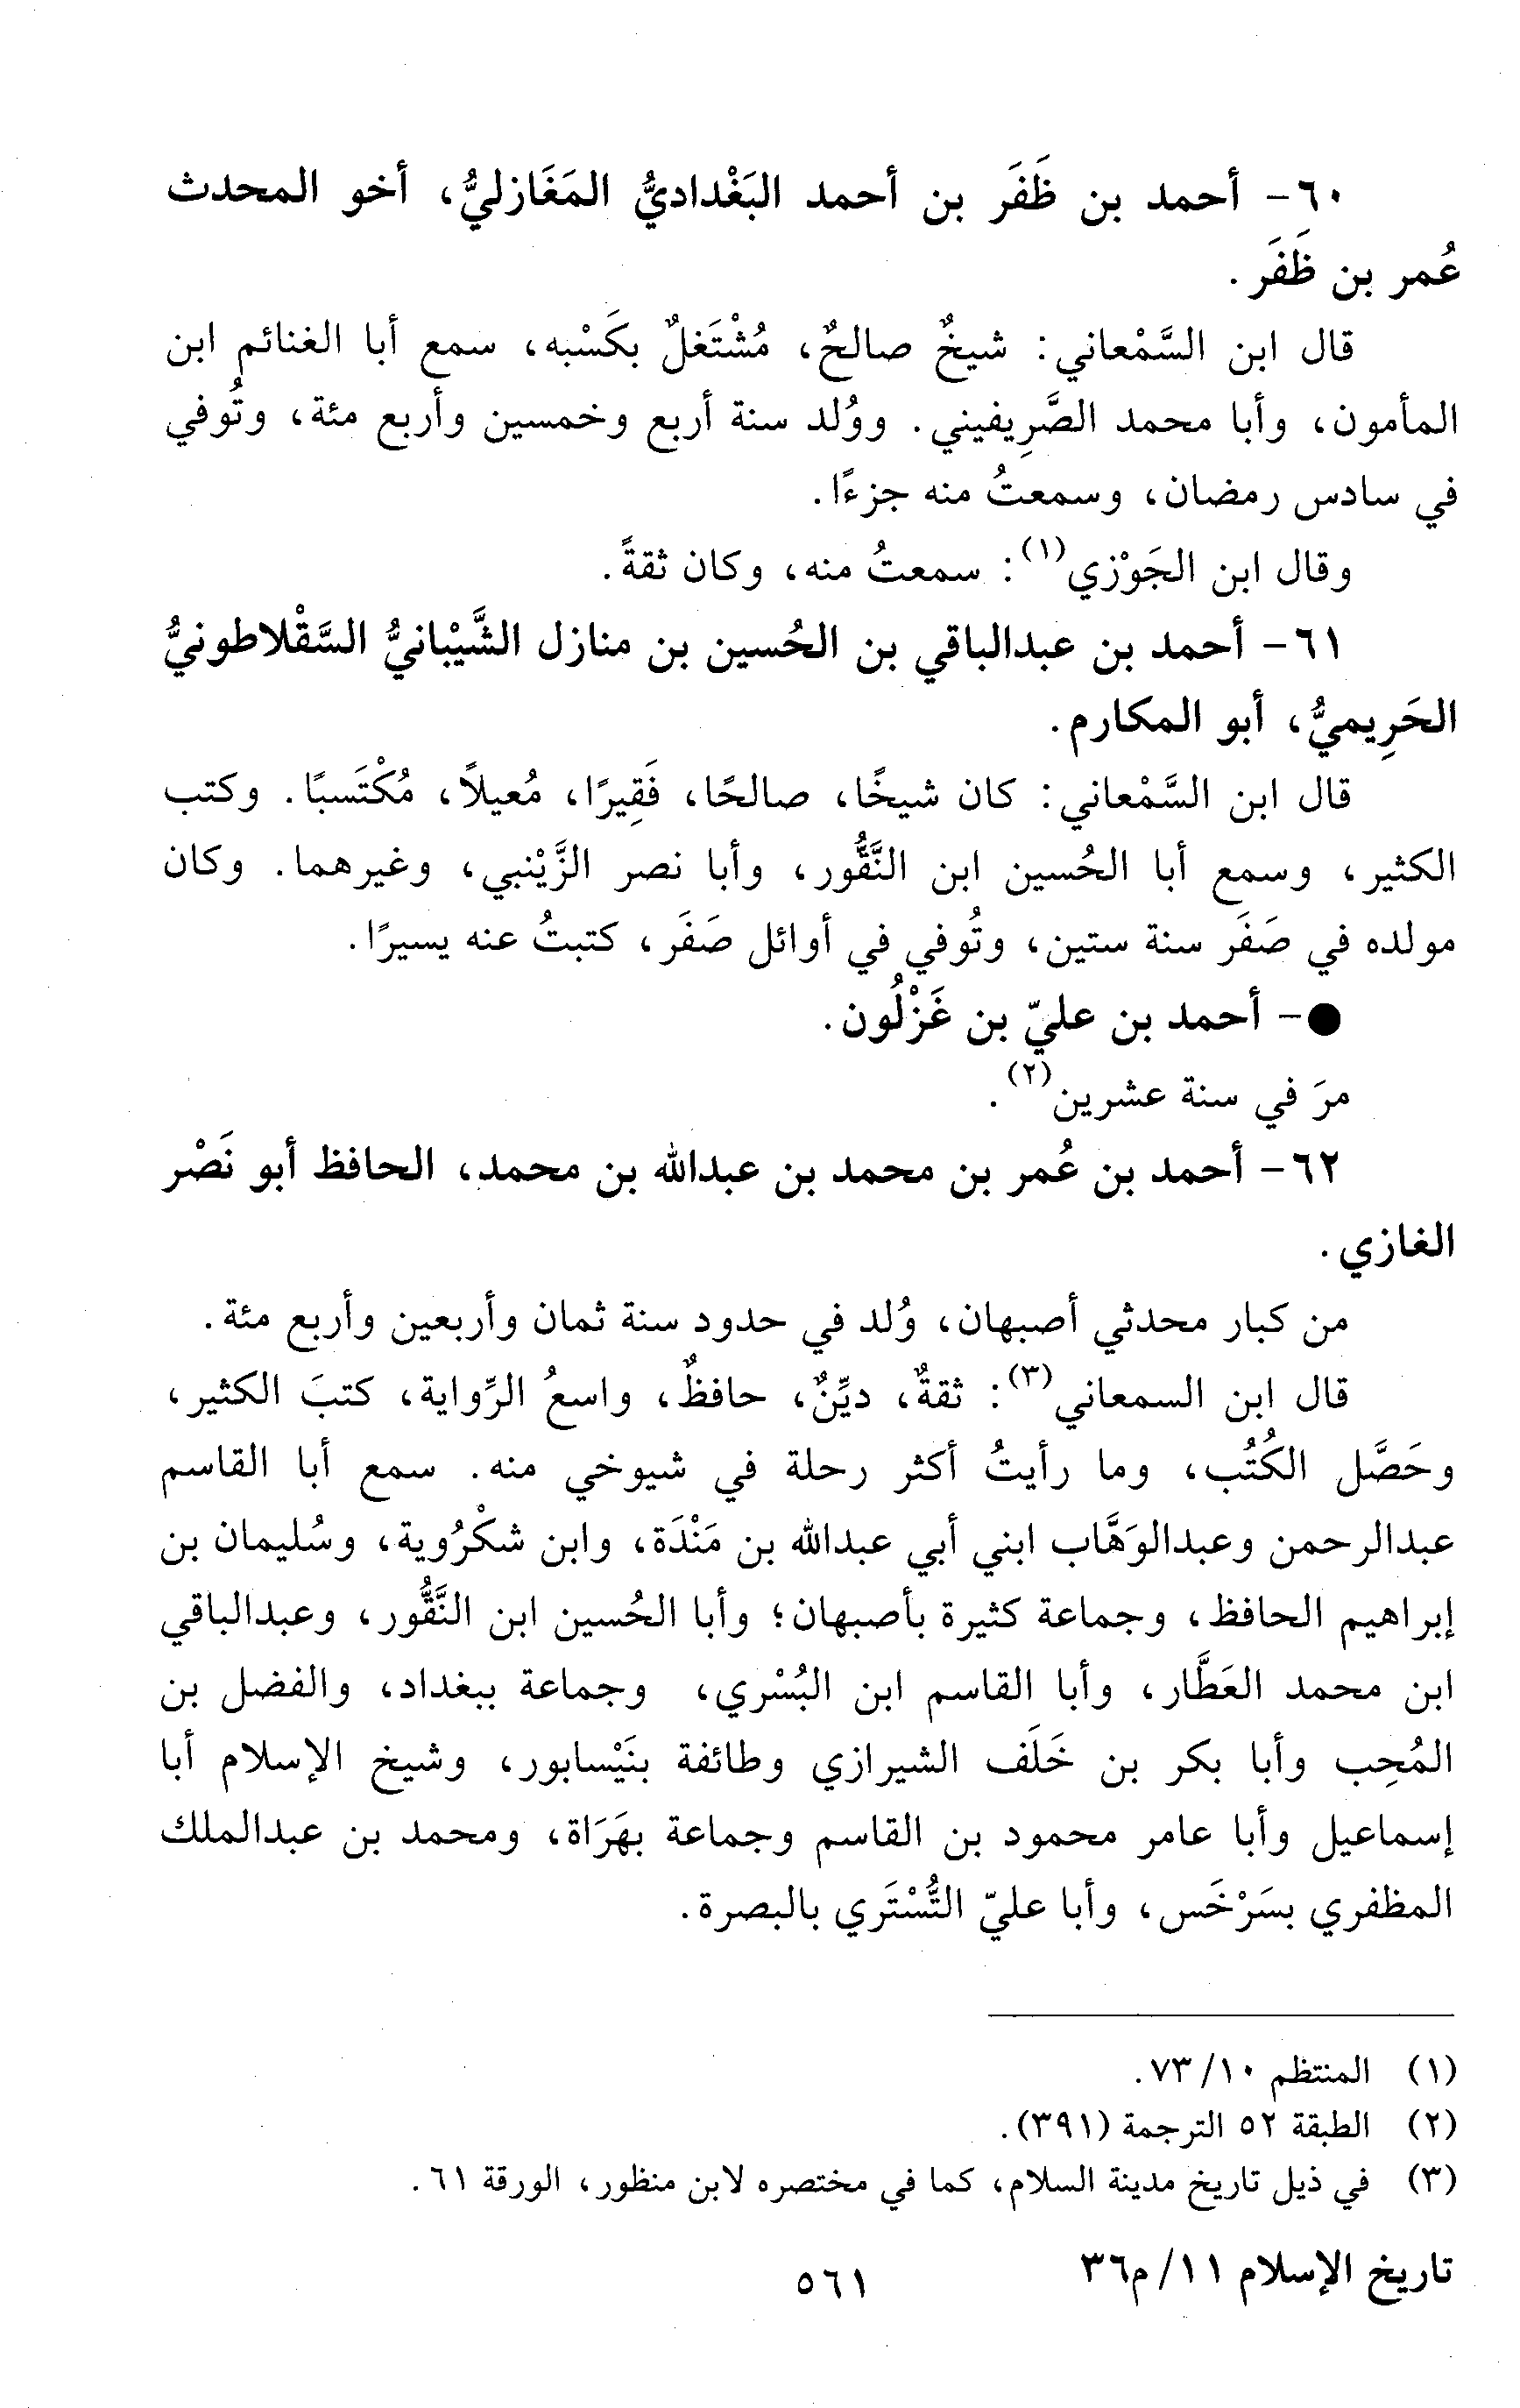 ٦٠- أحمد بن ظَفَر بن أحمد البَغْداديُّ المَغَازليُّ، أخو المحدث
عُمر بن ظَفَر.
قال ابن السَّمْعاني: شيخٌ صالحٌ، مُشْتَغلٌ بكَسْبه، سمع أبا الغنائم ابن
المأمون، وأبا محمد الصَّرِيفيني. ووُلد سنة أربع وخمسين وأربع مئة، وتُوفي
في سادس رمضان، وسمعتُ منه جزءًا.
وقال ابن الجَوْزي(١): سمعتُ منه، وكان ثقةً.
٦١- أحمد بن عبدالباقي بن الحُسين بن منازل الشَّيْبانيُّ السَّقْلاطونيُّ
الحَرِيميُّ، أبو المكارم.
قال ابن السَّمْعاني: كان شيخًا، صالحًا، فَقِيرًا، مُعيلاً، مُكْتَسبًا. وكتب
الكثير، وسمع أبا الحُسين ابن النَّقُّور، وأبا نصر الزَّيْنبي، وغيرهما. وكان
مولده في صَفَر سنة ستين، وتُوفي في أوائل صَفَر، كتبتُ عنه يسيرًا.
●- أحمد بن عليّ بن غَزْلُون.
مرَ في سنة عشرين(٢).
٦٢- أحمد بن عُمر بن محمد بن عبدالله بن محمد، الحافظ أبو نَصْر
الغازي.
من كبار محدثي أصبهان، وُلد في حدود سنة ثمان وأربعين وأربع مئة.
قال ابن السمعاني(٣): ثقةٌ، ديِّنٌ، حافظٌ، واسعُ الرِّواية، كتبَ الكثير،
وحَصَّل الكُتُب، وما رأيتُ أكثر رحلة في شيوخي منه. سمع أبا القاسم
عبدالرحمن وعبدالوَهَّاب ابني أبي عبدالله بن مَنْدَة، وابن شكْرُوية، وسُليمان بن
إبراهيم الحافظ، وجماعة كثيرة بأصبهان؛ وأبا الحُسين ابن النَّقُّور، وعبدالباقي
ابن محمد العَطَّار، وأبا القاسم ابن البُسْري، وجماعة ببغداد، والفضل بن
المُحِب وأبا بكر بن خَلَف الشيرازي وطائفة بنَيْسابور، وشيخ الإسلام أبا
إسماعيل وأبا عامر محمود بن القاسم وجماعة بهَرَاة، ومحمد بن عبدالملك
المظفري بسَرْخَس، وأبا عليّ التُّسْتَري بالبصرة.
(١) المنتظم ١٠/ ٧٣.
(٢) الطبقة ٥٢ الترجمة (٣٩١).
(٣) في ذيل تاريخ مدينة السلام، كما في مختصره لابن منظور، الورقة ٦١.
تاريخ الإسلام ١١/ م٣٦
٥٦١